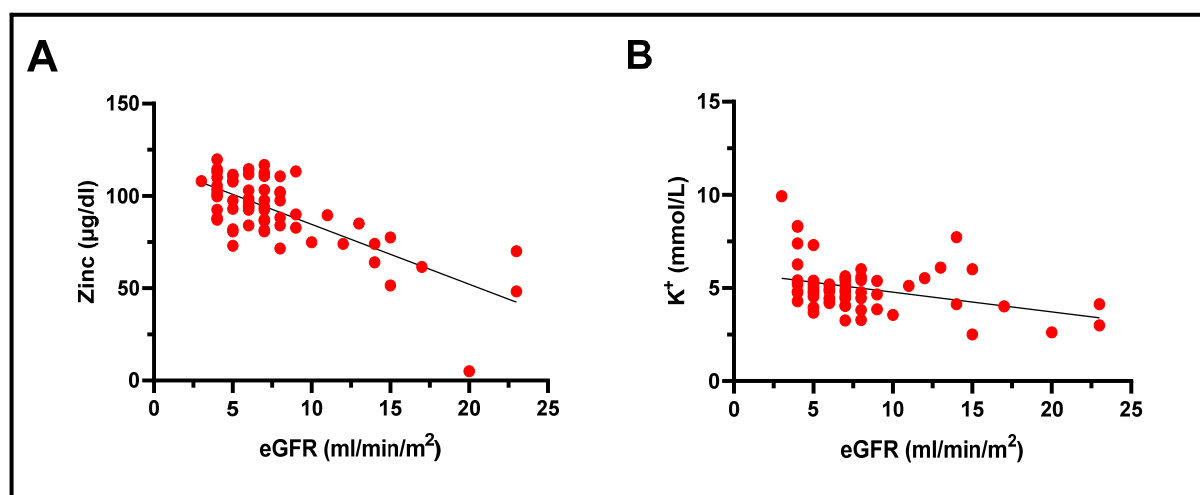 A
150
100
50
0
Zinc (µg/dl)
0 5 10 15 20 25
eGFR (ml/min/m²)
B
15
10
5
0
K⁺ (mmol/L)
0 5 10 15 20 25
eGFR (ml/min/m²)